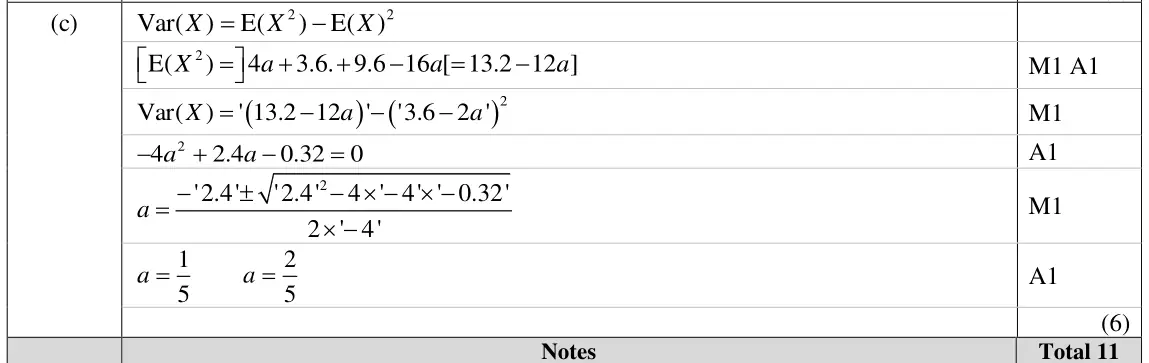 (c) Var(X) = E(X²) − E(X)²
[E(X²) =] 4a + 3.6. + 9.6 − 16a[= 13.2 − 12a] M1 A1
Var(X) = '(13.2 − 12a)' − ('3.6 − 2a')² M1
−4a² + 2.4a − 0.32 = 0 A1
a = (−'2.4' ± √('2.4'² − 4 × '−4' × '−0.32')) / (2 × '−4') M1
a = 1/5 a = 2/5 A1
(6)
Notes Total 11